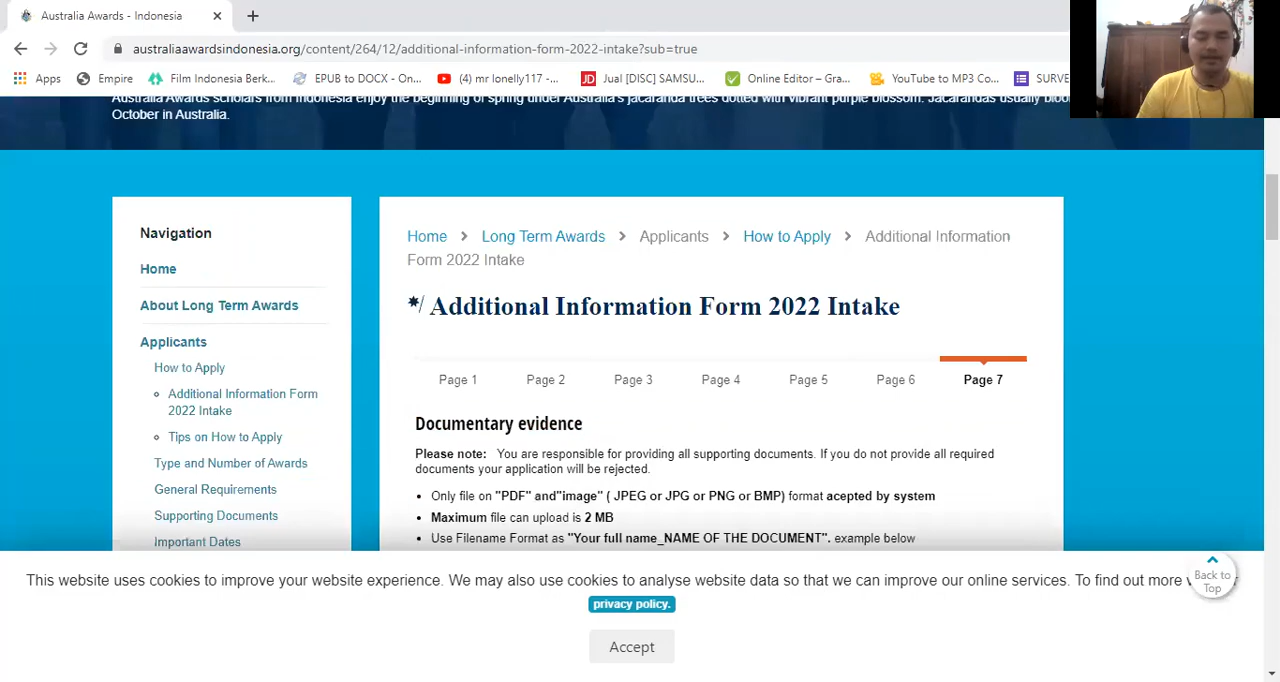 Australia Awards - Indonesia
australiaawardsindonesia.org/content/264/12/additional-information-form-2022-intake?sub=true
Apps
Empire
Film Indonesia Berk...
EPUB to DOCX - On...
(4) mr lonelly117 -...
Jual [DISC] SAMSU...
Online Editor – Gra...
YouTube to MP3 Co...
SURVE
Australia Awards scholars from Indonesia enjoy the beginning of spring under Australia's jacaranda trees dotted with vibrant purple blossom. Jacarandas usually bloo
October in Australia.
Navigation
Home
About Long Term Awards
Applicants
How to Apply
Additional Information Form
2022 Intake
Tips on How to Apply
Type and Number of Awards
General Requirements
Supporting Documents
Important Dates
Home > Long Term Awards > Applicants > How to Apply > Additional Information
Form 2022 Intake
*/ Additional Information Form 2022 Intake
Page 1
Page 2
Page 3
Page 4
Page 5
Page 6
Page 7
Documentary evidence
Please note: You are responsible for providing all supporting documents. If you do not provide all required
documents your application will be rejected.
• Only file on "PDF" and"image" ( JPEG or JPG or PNG or BMP) format acepted by system
• Maximum file can upload is 2 MB
• Use Filename Format as "Your full name_NAME OF THE DOCUMENT". example below
This website uses cookies to improve your website experience. We may also use cookies to analyse website data so that we can improve our online services. To find out more
privacy policy.
Accept
Back to
Top